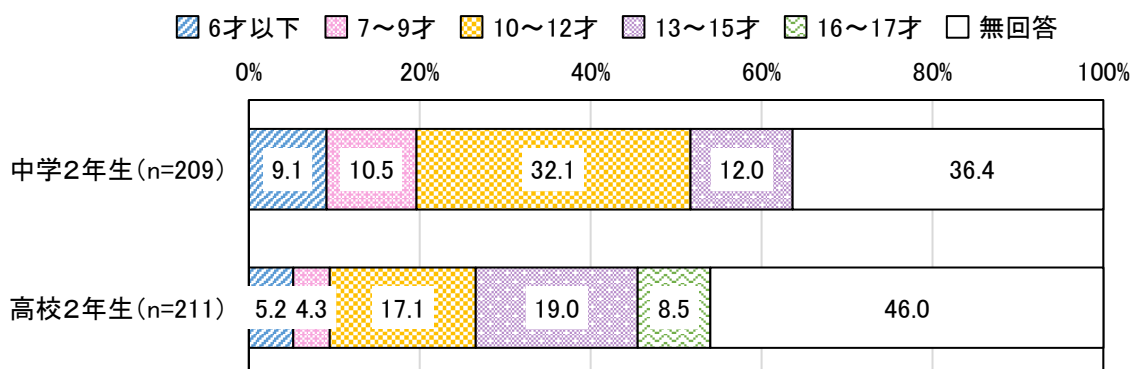 6才以下 7～9才 10～12才 13～15才 16～17才 無回答
0% 20% 40% 60% 80% 100%
中学２年生（n=209） 9.1 10.5 32.1 12.0 36.4
高校２年生（n=211） 5.2 4.3 17.1 19.0 8.5 46.0